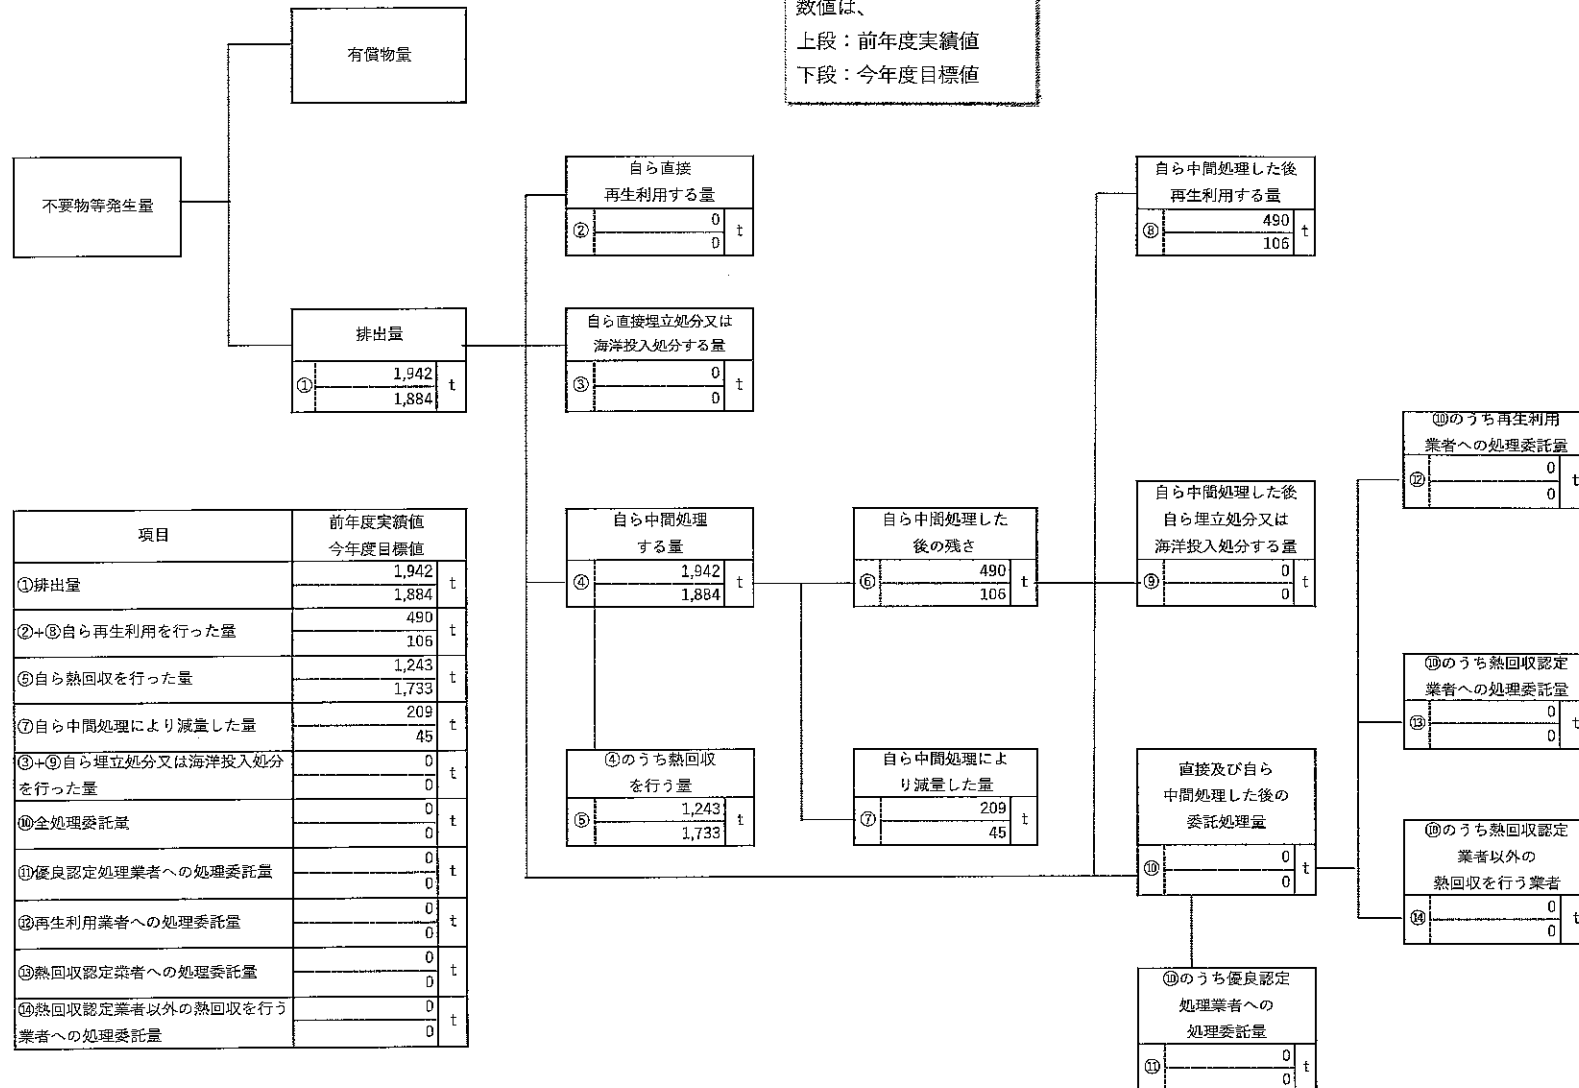 数値は、
上段：前年度実績値
下段：今年度目標値
有償物量
不要物等発生量
排出量
① 1,942 t
1,884
自ら直接
再生利用する量
② 0 t
0
自ら直接埋立処分又は
海洋投入処分する量
③ 0 t
0
自ら中間処理
する量
④ 1,942 t
1,884
④のうち熱回収
を行う量
⑤ 1,243 t
1,733
自ら中間処理した
後の残さ
⑥ 490 t
106
自ら中間処理によ
り減量した量
⑦ 209 t
45
自ら中間処理した後
再生利用する量
⑧ 490 t
106
自ら中間処理した後
自ら埋立処分又は
海洋投入処分する量
⑨ 0 t
0
直接及び自ら
中間処理した後の
委託処理量
⑩ 0 t
0
⑩のうち優良認定
処理業者への
処理委託量
⑪ 0 t
0
⑩のうち再生利用
業者への処理委託量
⑫ 0 t
0
⑩のうち熱回収認定
業者への処理委託量
⑬ 0 t
0
⑩のうち熱回収認定
業者以外の
熱回収を行う業者
⑭ 0 t
0
項目 前年度実績値
今年度目標値
①排出量 1,942 t
1,884
②+⑧自ら再生利用を行った量 490 t
106
⑤自ら熱回収を行った量 1,243 t
1,733
⑦自ら中間処理により減量した量 209 t
45
③+⑨自ら埋立処分又は海洋投入処分 0 t
を行った量 0
⑩全処理委託量 0 t
0
⑪優良認定処理業者への処理委託量 0 t
0
⑫再生利用業者への処理委託量 0 t
0
⑬熱回収認定業者への処理委託量 0 t
0
⑭熱回収認定業者以外の熱回収を行う 0 t
業者への処理委託量 0